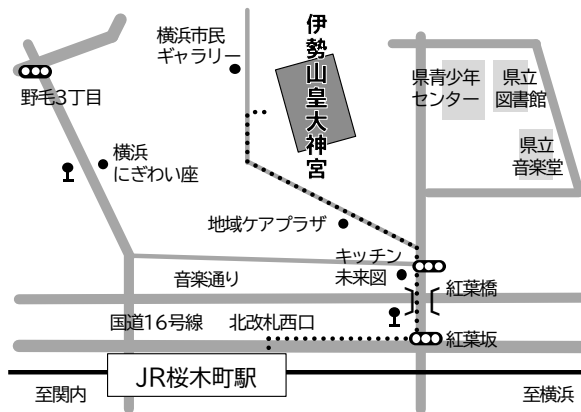 横浜市民
ギャラリー
伊勢山皇大神宮
県青少年
センター
県立
図書館
県立
音楽堂
野毛3丁目
横浜
にぎわい座
地域ケアプラザ
キッチン
未来図
音楽通り
紅葉橋
国道16号線
北改札西口
紅葉坂
JR桜木町駅
至関内
至横浜